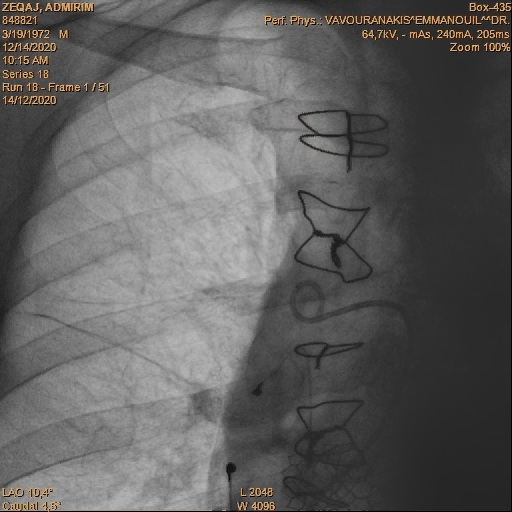 ZEQAJ, ADMIRIM
848821
3/19/1972 M
12/14/2020
10:15 AM
Series 18
Run 18 - Frame 1 / 51
14/12/2020
Box-435
Perf. Phys.: VAVOURANAKIS^EMMANOUIL^^DR.
64,7kV, - mAs, 240mA, 205ms
Zoom 100%
LAO 10,4°
Caudal 4,6°
L 2048
W 4096